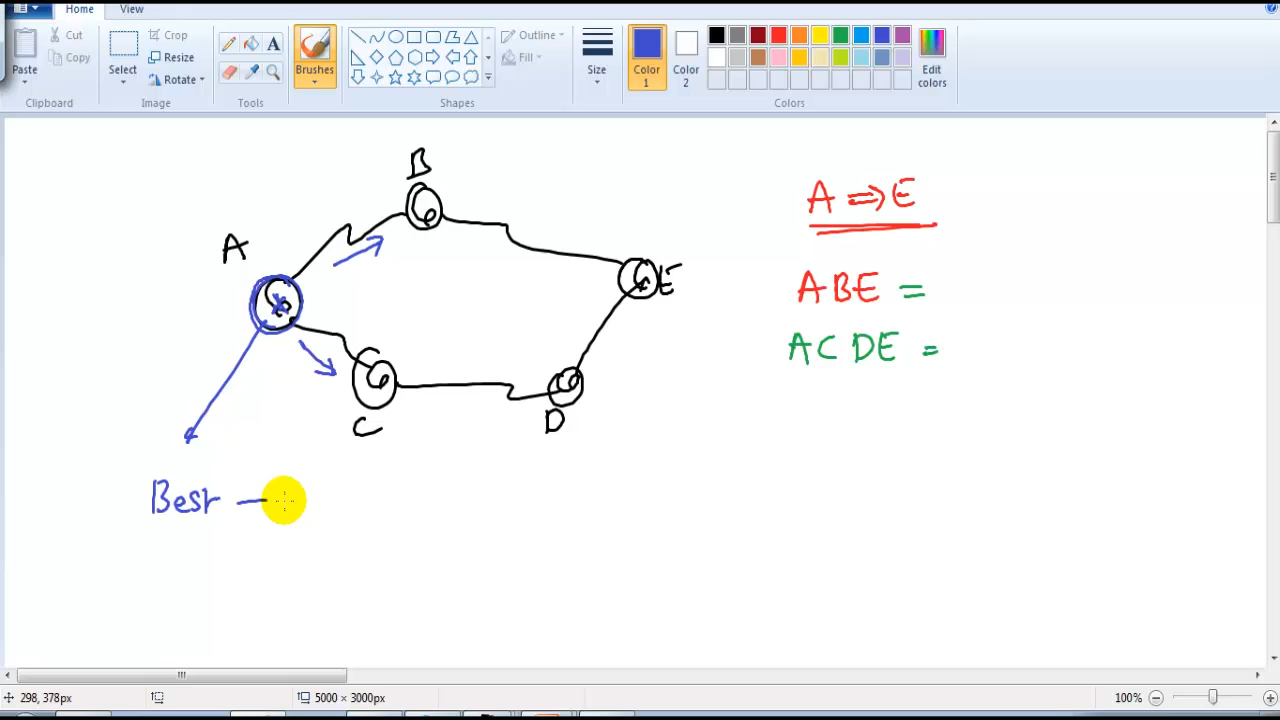 Home View
Cut
Copy
Paste
Clipboard
Select
Crop
Resize
Rotate
Image
A
Tools
Brushes
Outline
Fill
Shapes
Size
Color 1
Color 2
Edit colors
Colors
B
A
E
C
D
A ⇒ E
ABE =
ACDE =
Best —
298, 378px
5000 × 3000px
100%